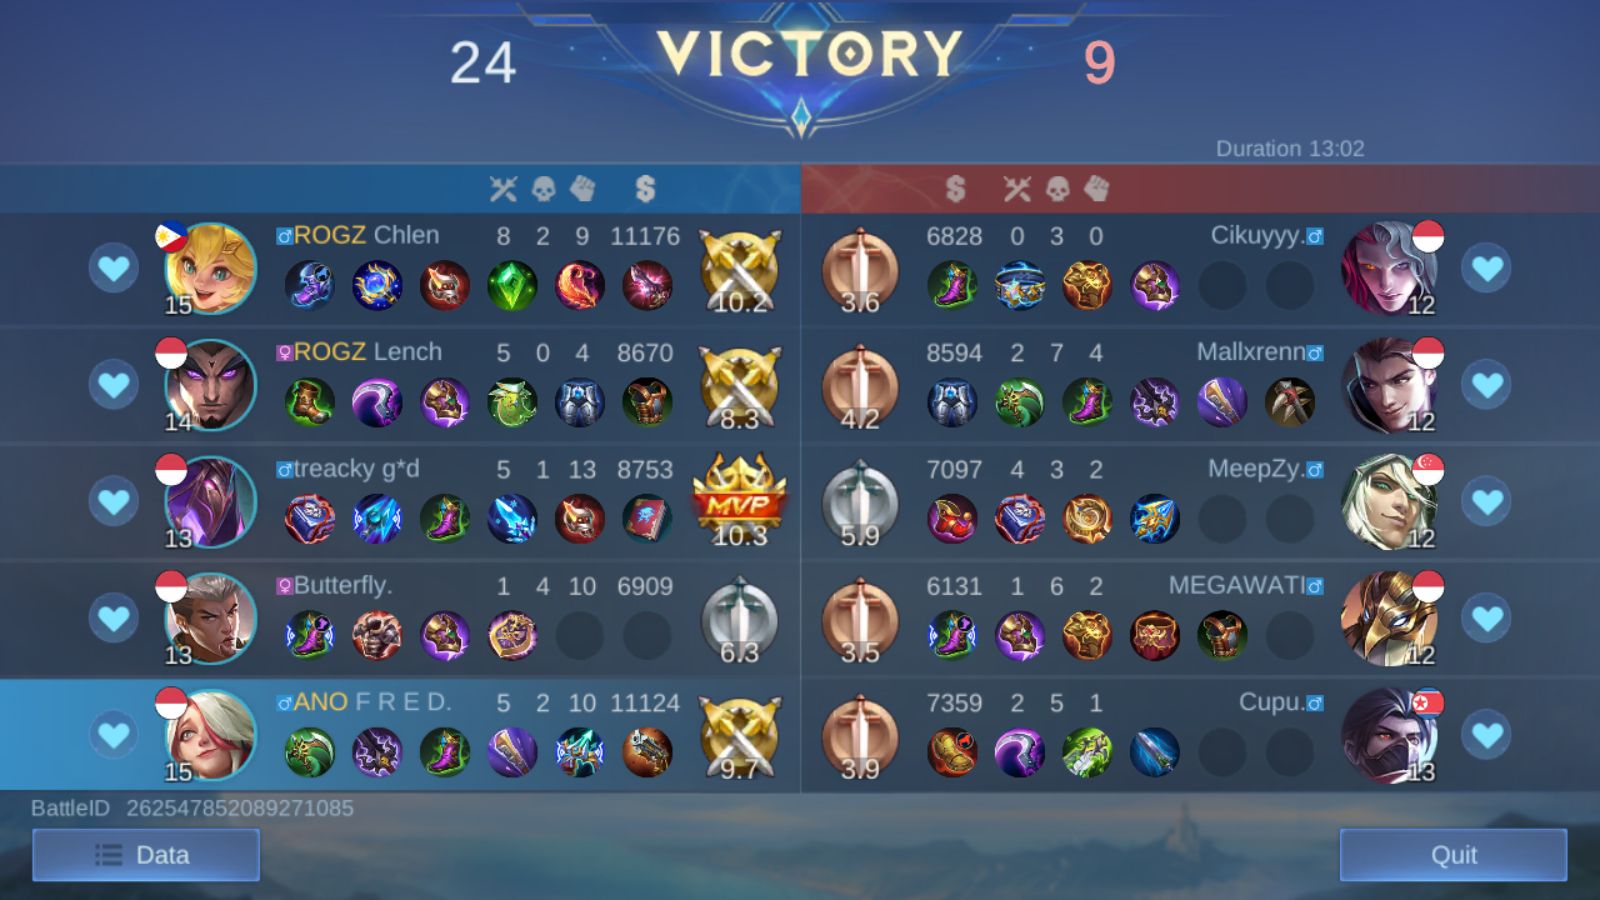 24 VICTORY 9
Duration 13:02
ROGZ Chlen 8 2 9 11176
15 10.2
6828 0 3 0 Cikuyyy.
3.6 12
ROGZ Lench 5 0 4 8670
14 8.3
8594 2 7 4 Mallxrenn
4.2 12
treacky g*d 5 1 13 8753
MVP
13 10.3
7097 4 3 2 MeepZy.
5.9 12
Butterfly. 1 4 10 6909
13 6.3
6131 1 6 2 MEGAWATI
3.5 12
ANO F R E D. 5 2 10 11124
15 9.7
7359 2 5 1 Cupu.
3.9 13
BattleID 262547852089271085
Data
Quit